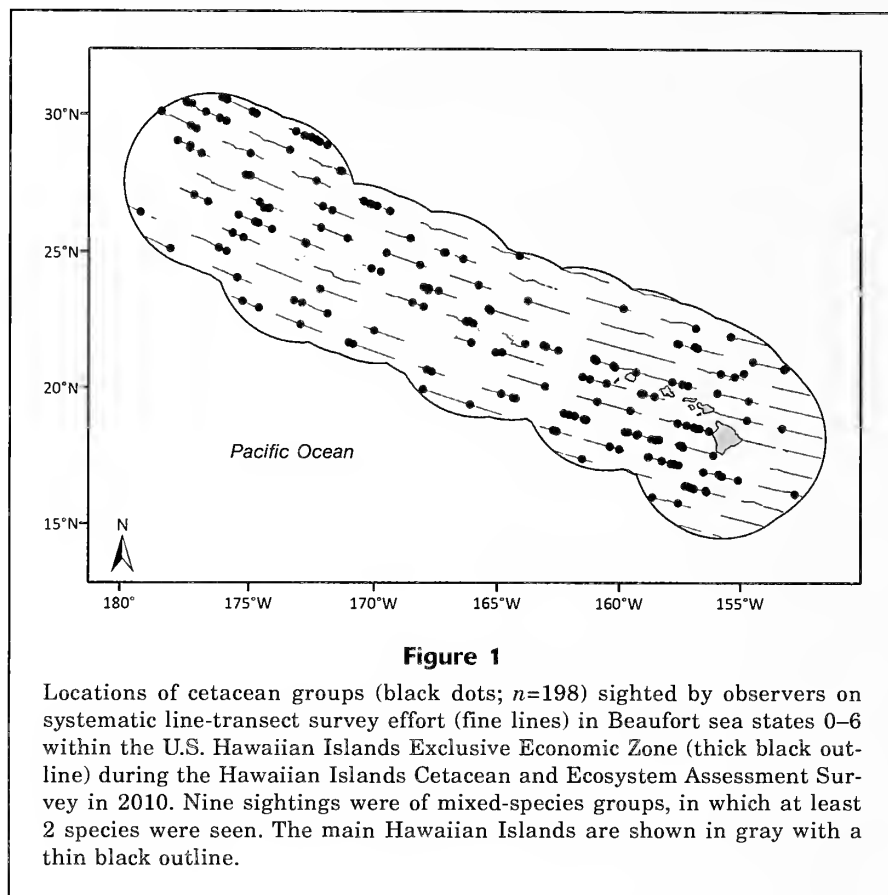 30°N
25°N
20°N
Pacific Ocean
15°N
N
180°
175°W
170°W
165°W
160°W
155°W
Figure 1
Locations of cetacean groups (black dots; n=198) sighted by observers on
systematic line-transect survey effort (fine lines) in Beaufort sea states 0–6
within the U.S. Hawaiian Islands Exclusive Economic Zone (thick black out-
line) during the Hawaiian Islands Cetacean and Ecosystem Assessment Sur-
vey in 2010. Nine sightings were of mixed-species groups, in which at least
2 species were seen. The main Hawaiian Islands are shown in gray with a
thin black outline.